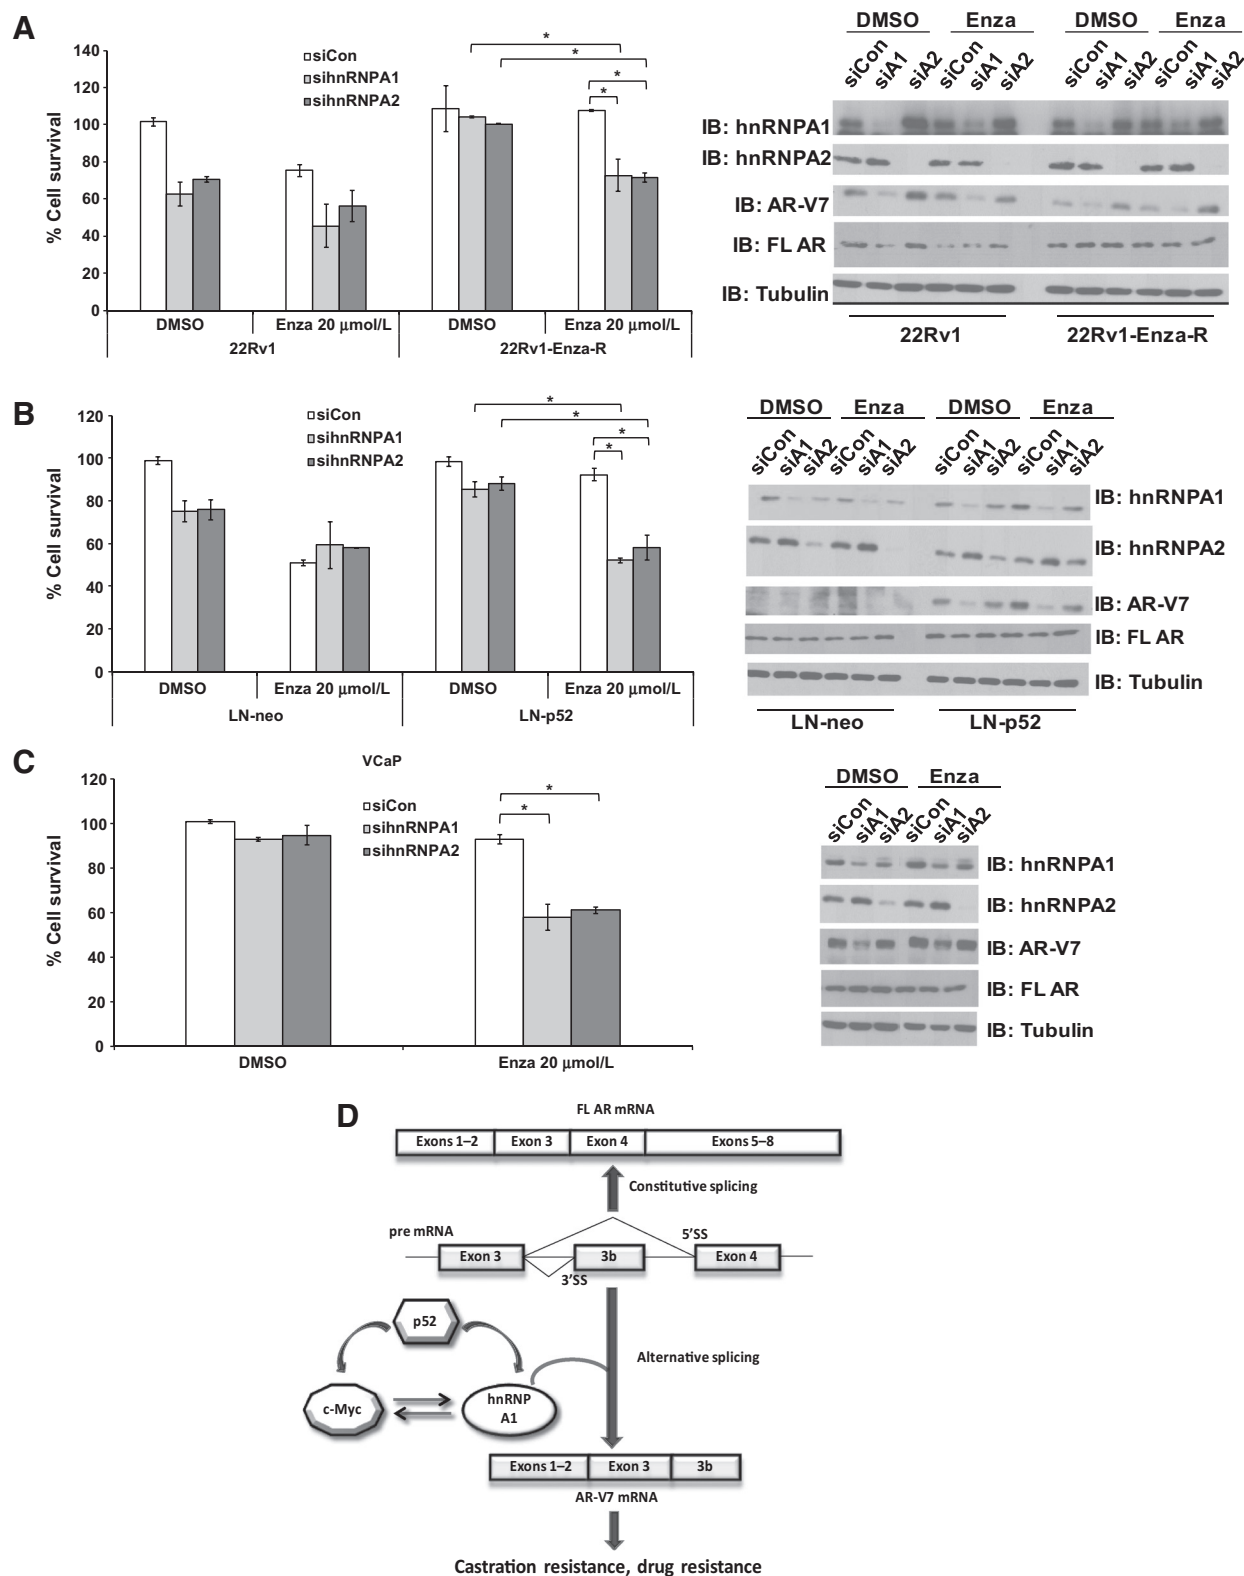 A
% Cell survival
140
120
100
80
60
40
20
0
siCon
sihnRNPA1
sihnRNPA2
*
*
*
*
DMSO
Enza 20 μmol/L
DMSO
Enza 20 μmol/L
22Rv1
22Rv1-Enza-R
DMSO
Enza
DMSO
Enza
siCon
siA1
siA2
siCon
siA1
siA2
siCon
siA1
siA2
siCon
siA1
siA2
IB: hnRNPA1
IB: hnRNPA2
IB: AR-V7
IB: FL AR
IB: Tubulin
22Rv1
22Rv1-Enza-R
B
% Cell survival
120
100
80
60
40
20
0
siCon
sihnRNPA1
sihnRNPA2
*
*
*
*
DMSO
Enza 20 μmol/L
DMSO
Enza 20 μmol/L
LN-neo
LN-p52
DMSO
Enza
DMSO
Enza
siCon
siA1
siA2
siCon
siA1
siA2
siCon
siA1
siA2
siCon
siA1
siA2
IB: hnRNPA1
IB: hnRNPA2
IB: AR-V7
IB: FL AR
IB: Tubulin
LN-neo
LN-p52
C
VCaP
% Cell survival
120
100
80
60
40
20
0
siCon
sihnRNPA1
sihnRNPA2
*
*
DMSO
Enza 20 μmol/L
DMSO
Enza
siCon
siA1
siA2
siCon
siA1
siA2
IB: hnRNPA1
IB: hnRNPA2
IB: AR-V7
IB: FL AR
IB: Tubulin
D
FL AR mRNA
Exons 1–2
Exon 3
Exon 4
Exons 5–8
Constitutive splicing
pre mRNA
5'SS
Exon 3
3b
Exon 4
3'SS
p52
Alternative splicing
c-Myc
hnRNP
A1
Exons 1–2
Exon 3
3b
AR-V7 mRNA
Castration resistance, drug resistance